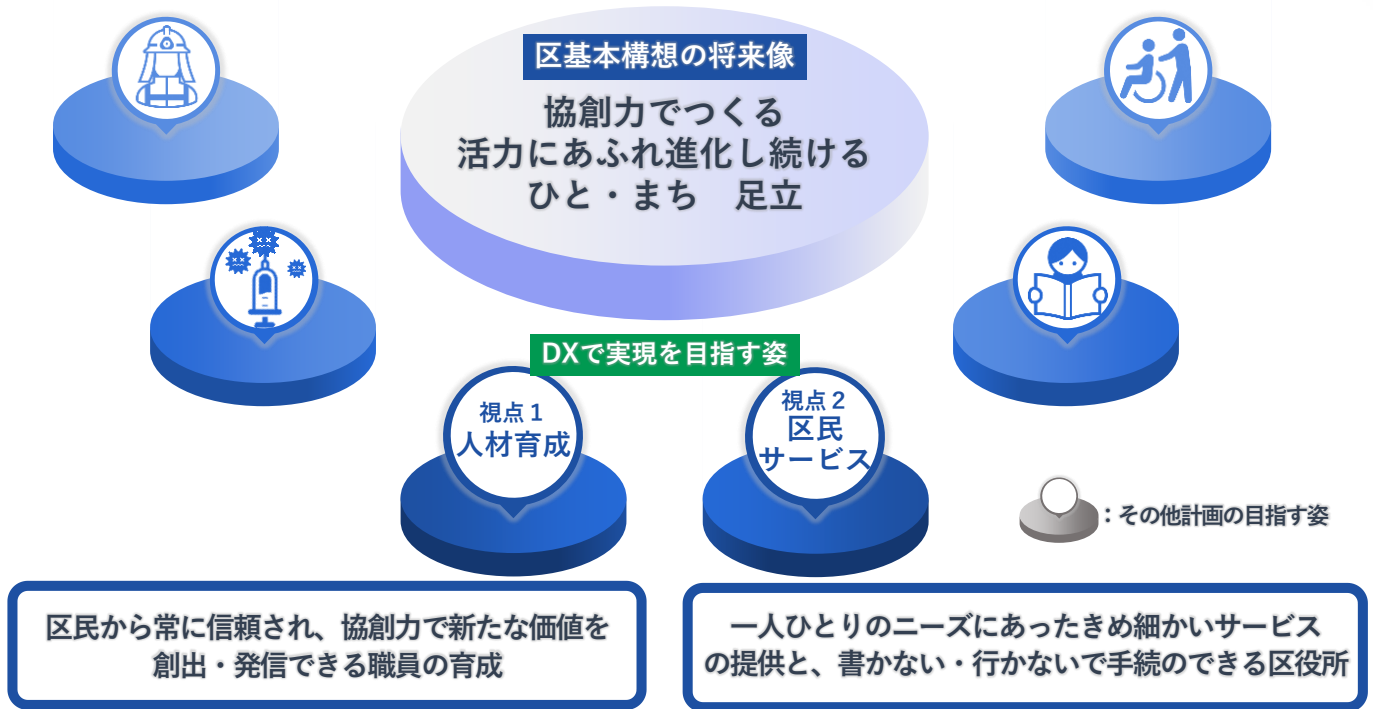 区基本構想の将来像
協創力でつくる
活力にあふれ進化し続ける
ひと・まち　足立
DXで実現を目指す姿
視点１
人材育成
視点２
区民
サービス
：その他計画の目指す姿
区民から常に信頼され、協創力で新たな価値を
創出・発信できる職員の育成
一人ひとりのニーズにあったきめ細かいサービス
の提供と、書かない・行かないで手続のできる区役所